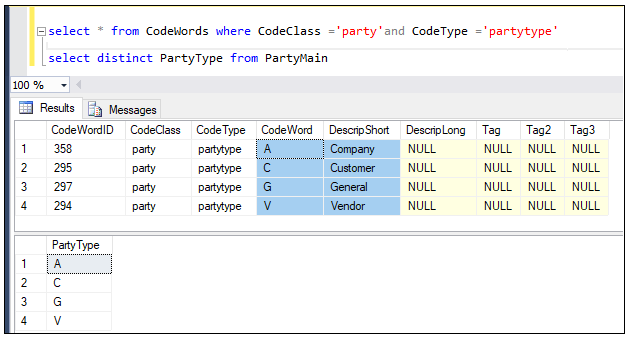 select * from CodeWords where CodeClass ='party'and CodeType ='partytype'
select distinct PartyType from PartyMain
100 %
Results Messages
CodeWordID CodeClass CodeType CodeWord DescripShort DescripLong Tag Tag2 Tag3
1 358 party partytype A Company NULL NULL NULL NULL
2 295 party partytype C Customer NULL NULL NULL NULL
3 297 party partytype G General NULL NULL NULL NULL
4 294 party partytype V Vendor NULL NULL NULL NULL
PartyType
1 A
2 C
3 G
4 V